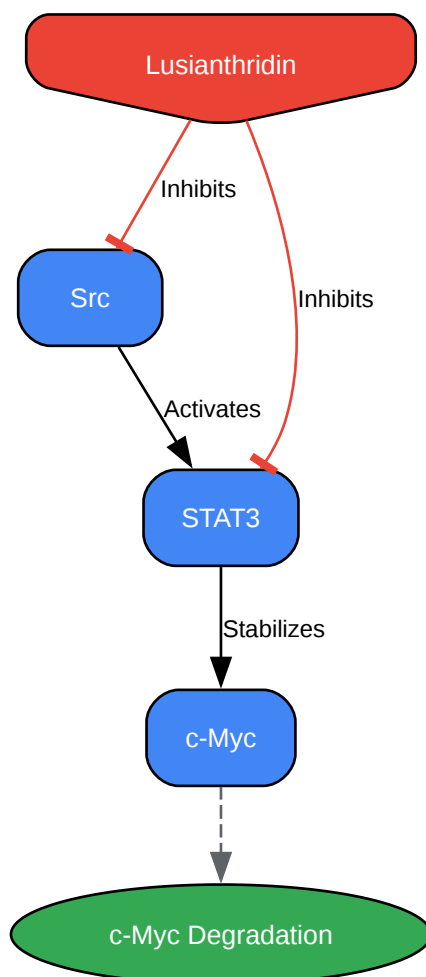 Lusianthridin
Inhibits
Src
Inhibits
Activates
STAT3
Stabilizes
c-Myc
c-Myc Degradation